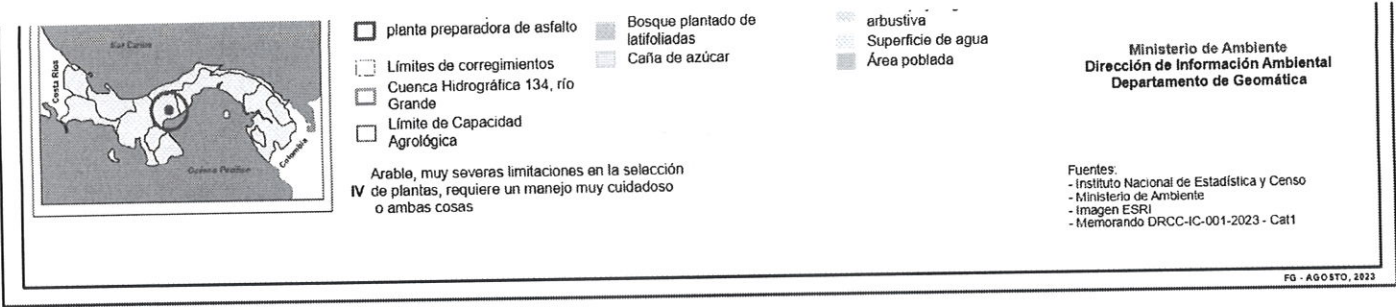 Mar Caribe
Costa Rica
Océano Pacífico
Colombia
planta preparadora de asfalto
Límites de corregimientos
Cuenca Hidrográfica 134, río
Grande
Límite de Capacidad
Agrológica
Arable, muy severas limitaciones en la selección
IV de plantas, requiere un manejo muy cuidadoso
o ambas cosas
Bosque plantado de
latifoliadas
Caña de azúcar
arbustiva
Superficie de agua
Área poblada
Ministerio de Ambiente
Dirección de Información Ambiental
Departamento de Geomática
Fuentes:
- Instituto Nacional de Estadística y Censo
- Ministerio de Ambiente
- Imagen ESRI
- Memorando DRCC-IC-001-2023 - Cat1
FG - AGOSTO, 2023